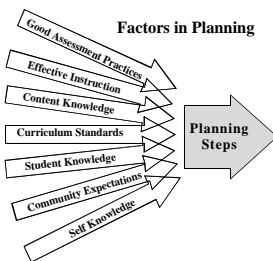 Factors in Planning
Good Assessment Practices
Effective Instruction
Content Knowledge
Curriculum Standards
Student Knowledge
Community Expectations
Self Knowledge
Planning
Steps